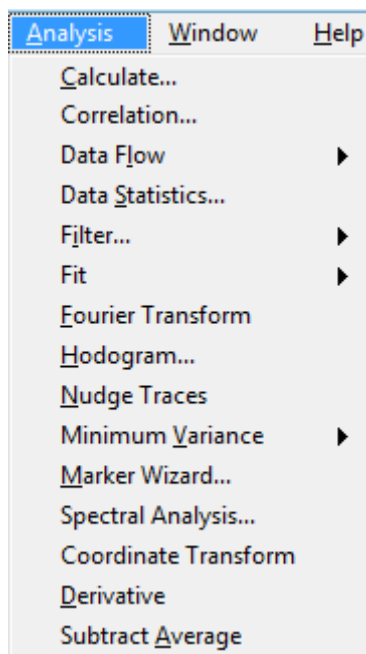 Analysis Window Help
Calculate...
Correlation...
Data Flow
Data Statistics...
Filter...
Fit
Fourier Transform
Hodogram...
Nudge Traces
Minimum Variance
Marker Wizard...
Spectral Analysis...
Coordinate Transform
Derivative
Subtract Average